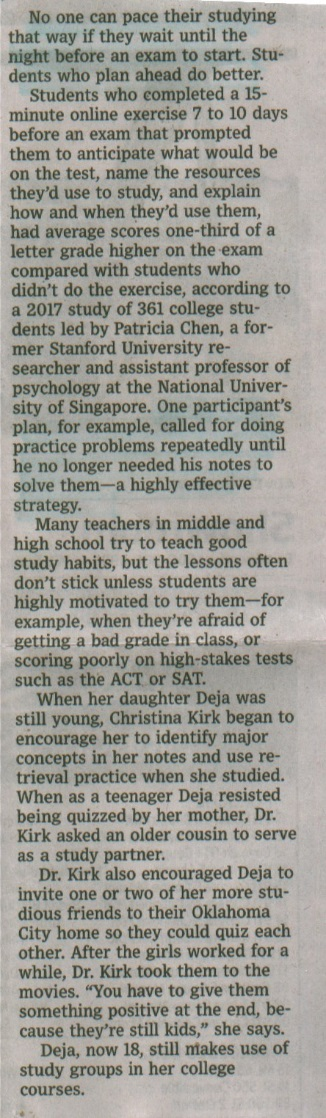 No one can pace their studying
that way if they wait until the
night before an exam to start. Stu-
dents who plan ahead do better.
Students who completed a 15-
minute online exercise 7 to 10 days
before an exam that prompted
them to anticipate what would be
on the test, name the resources
they'd use to study, and explain
how and when they'd use them,
had average scores one-third of a
letter grade higher on the exam
compared with students who
didn't do the exercise, according to
a 2017 study of 361 college stu-
dents led by Patricia Chen, a for-
mer Stanford University re-
searcher and assistant professor of
psychology at the National Univer-
sity of Singapore. One participant's
plan, for example, called for doing
practice problems repeatedly until
he no longer needed his notes to
solve them—a highly effective
strategy.
Many teachers in middle and
high school try to teach good
study habits, but the lessons often
don't stick unless students are
highly motivated to try them—for
example, when they're afraid of
getting a bad grade in class, or
scoring poorly on high-stakes tests
such as the ACT or SAT.
When her daughter Deja was
still young, Christina Kirk began to
encourage her to identify major
concepts in her notes and use re-
trieval practice when she studied.
When as a teenager Deja resisted
being quizzed by her mother, Dr.
Kirk asked an older cousin to serve
as a study partner.
Dr. Kirk also encouraged Deja to
invite one or two of her more stu-
dious friends to their Oklahoma
City home so they could quiz each
other. After the girls worked for a
while, Dr. Kirk took them to the
movies. “You have to give them
something positive at the end, be-
cause they're still kids,” she says.
Deja, now 18, still makes use of
study groups in her college
courses.